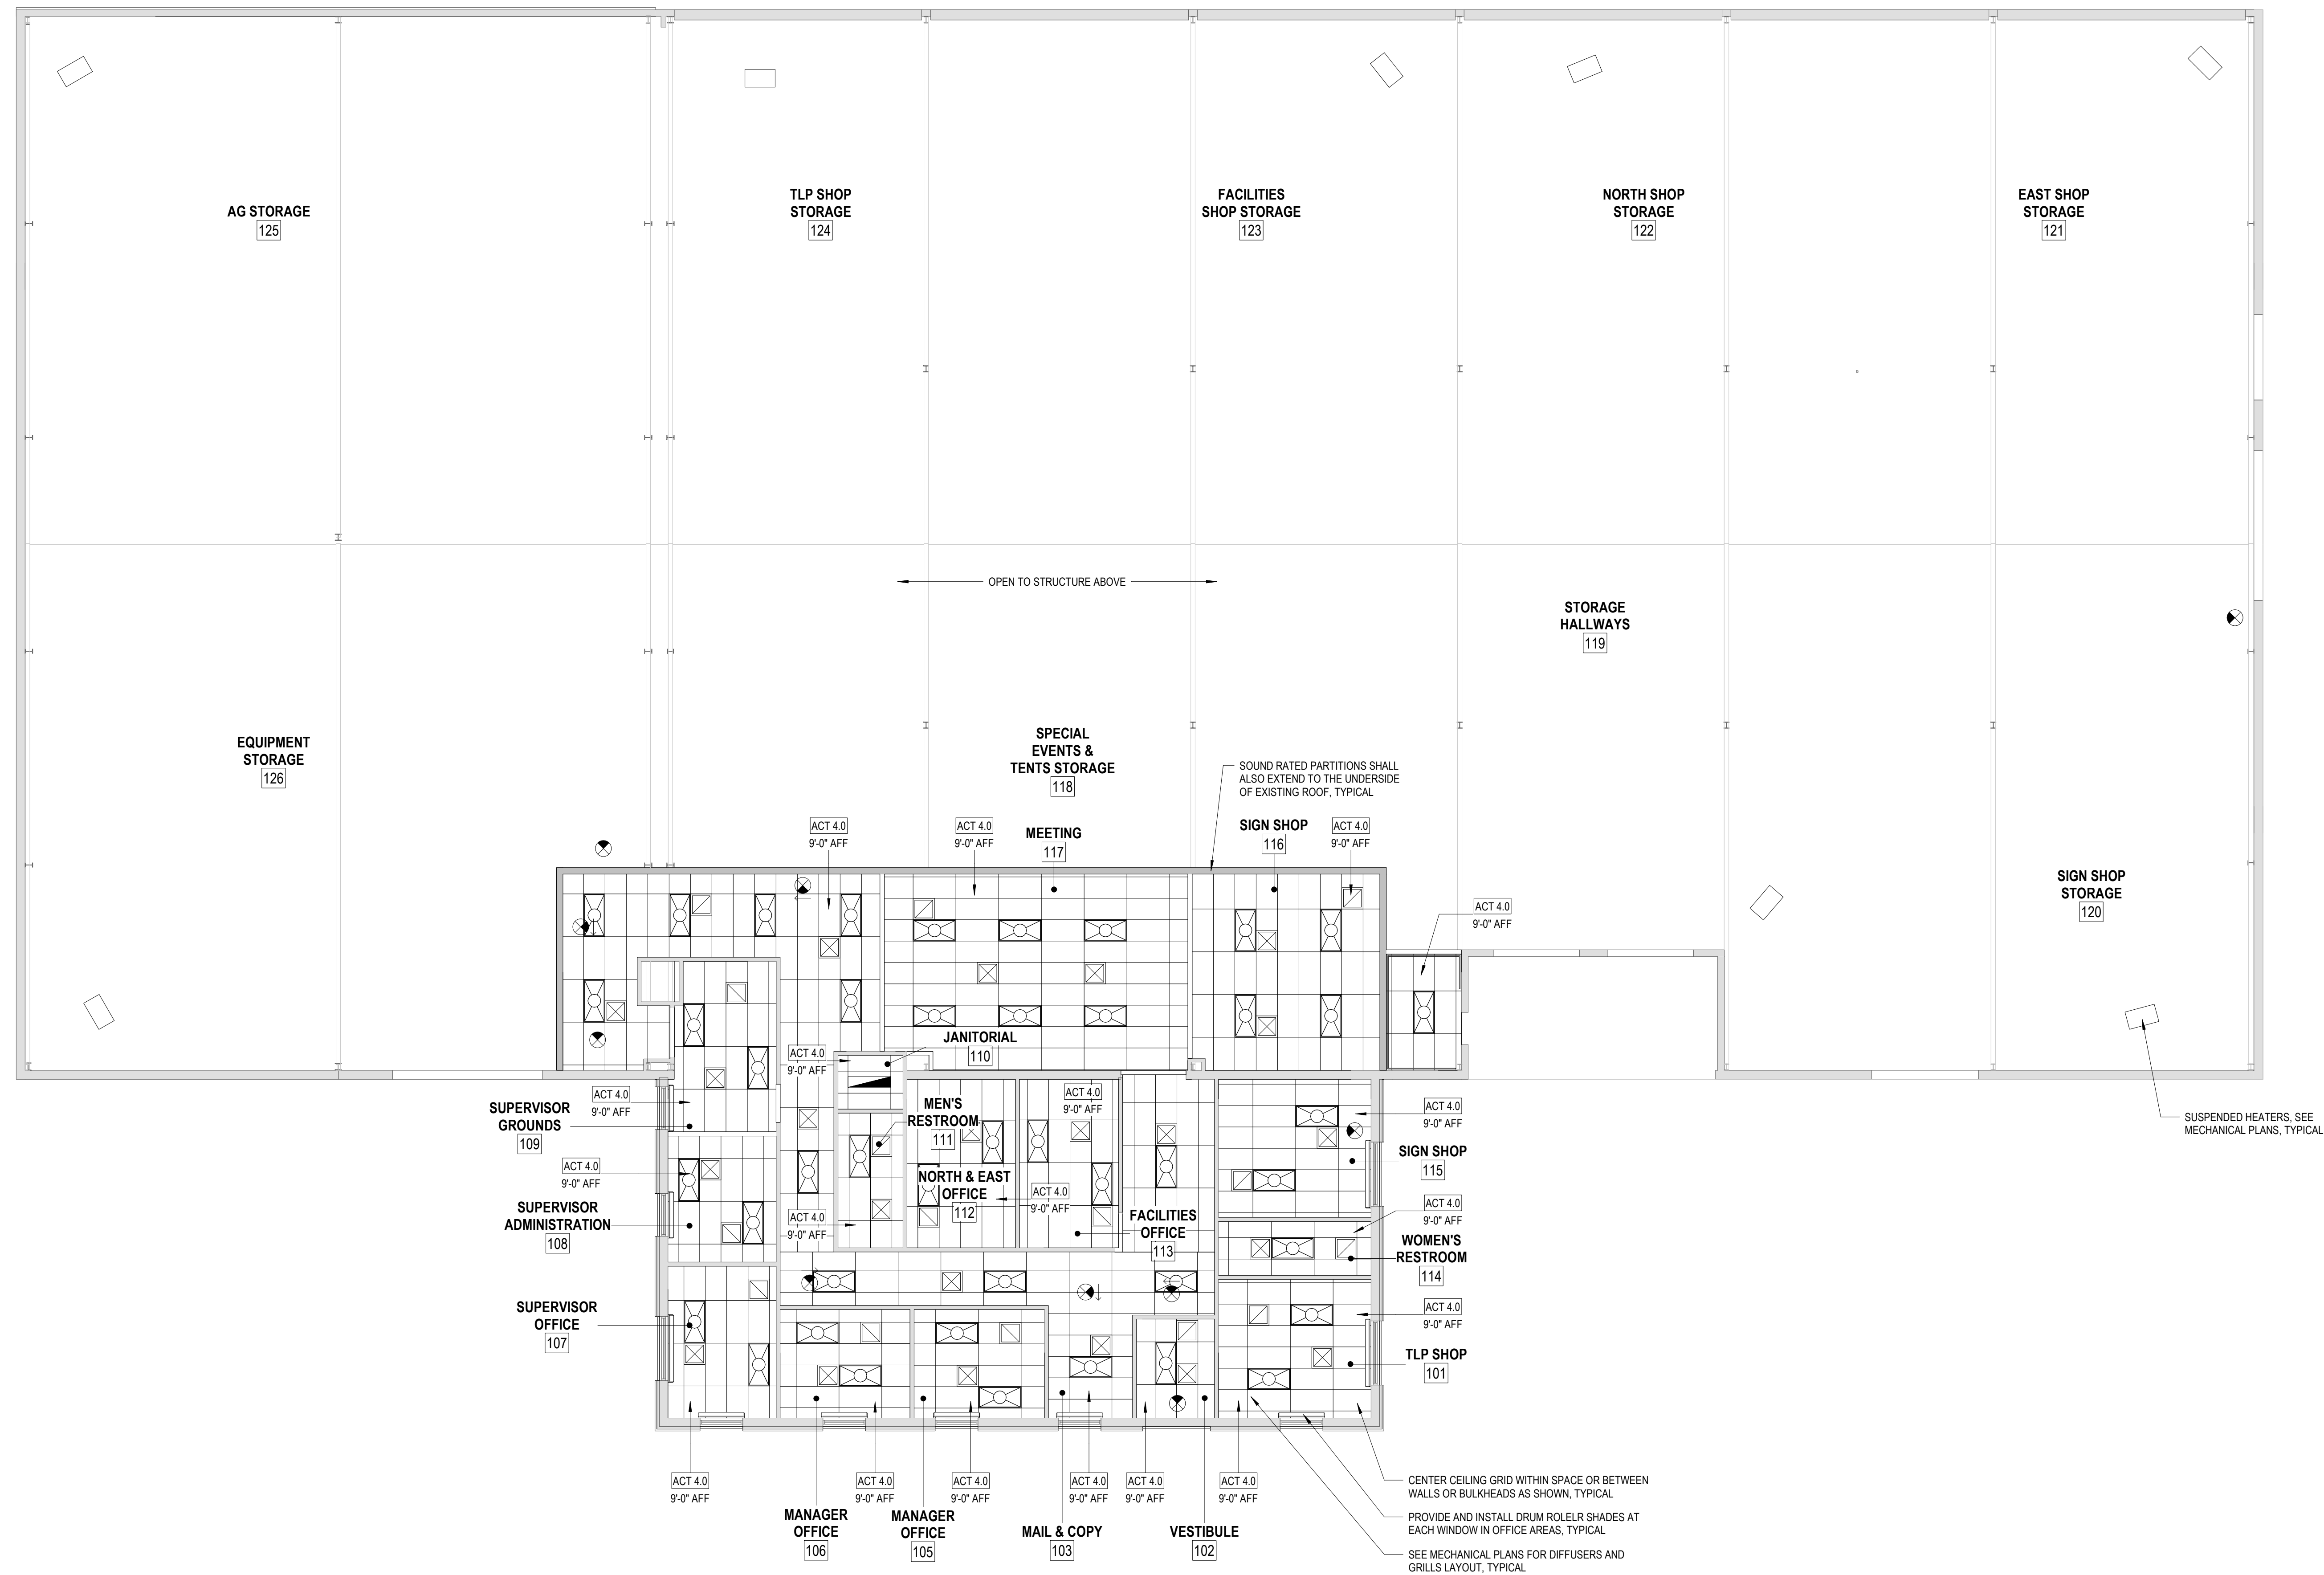 AG STORAGE
125
TLP SHOP
STORAGE
124
FACILITIES
SHOP STORAGE
123
NORTH SHOP
STORAGE
122
EAST SHOP
STORAGE
121
OPEN TO STRUCTURE ABOVE
STORAGE
HALLWAYS
119
EQUIPMENT
STORAGE
126
SPECIAL
EVENTS &
TENTS STORAGE
118
SOUND RATED PARTITIONS SHALL
ALSO EXTEND TO THE UNDERSIDE
OF EXISTING ROOF, TYPICAL
ACT 4.0
9'-0" AFF
ACT 4.0
9'-0" AFF
MEETING
117
SIGN SHOP
116
ACT 4.0
9'-0" AFF
SIGN SHOP
STORAGE
120
ACT 4.0
9'-0" AFF
JANITORIAL
110
ACT 4.0
9'-0" AFF
ACT 4.0
9'-0" AFF
SUPERVISOR
GROUNDS
109
MEN'S
RESTROOM
111
ACT 4.0
9'-0" AFF
ACT 4.0
9'-0" AFF
SUSPENDED HEATERS, SEE
MECHANICAL PLANS, TYPICAL
SIGN SHOP
115
ACT 4.0
9'-0" AFF
NORTH & EAST
OFFICE
112
ACT 4.0
9'-0" AFF
ACT 4.0
9'-0" AFF
SUPERVISOR
ADMINISTRATION
108
ACT 4.0
9'-0" AFF
FACILITIES
OFFICE
113
WOMEN'S
RESTROOM
114
SUPERVISOR
OFFICE
107
ACT 4.0
9'-0" AFF
TLP SHOP
101
ACT 4.0
9'-0" AFF
ACT 4.0
9'-0" AFF
ACT 4.0
9'-0" AFF
ACT 4.0
9'-0" AFF
ACT 4.0
9'-0" AFF
ACT 4.0
9'-0" AFF
CENTER CEILING GRID WITHIN SPACE OR BETWEEN
WALLS OR BULKHEADS AS SHOWN, TYPICAL
MANAGER
OFFICE
106
MANAGER
OFFICE
105
MAIL & COPY
103
VESTIBULE
102
PROVIDE AND INSTALL DRUM ROLELR SHADES AT
EACH WINDOW IN OFFICE AREAS, TYPICAL
SEE MECHANICAL PLANS FOR DIFFUSERS AND
GRILLS LAYOUT, TYPICAL